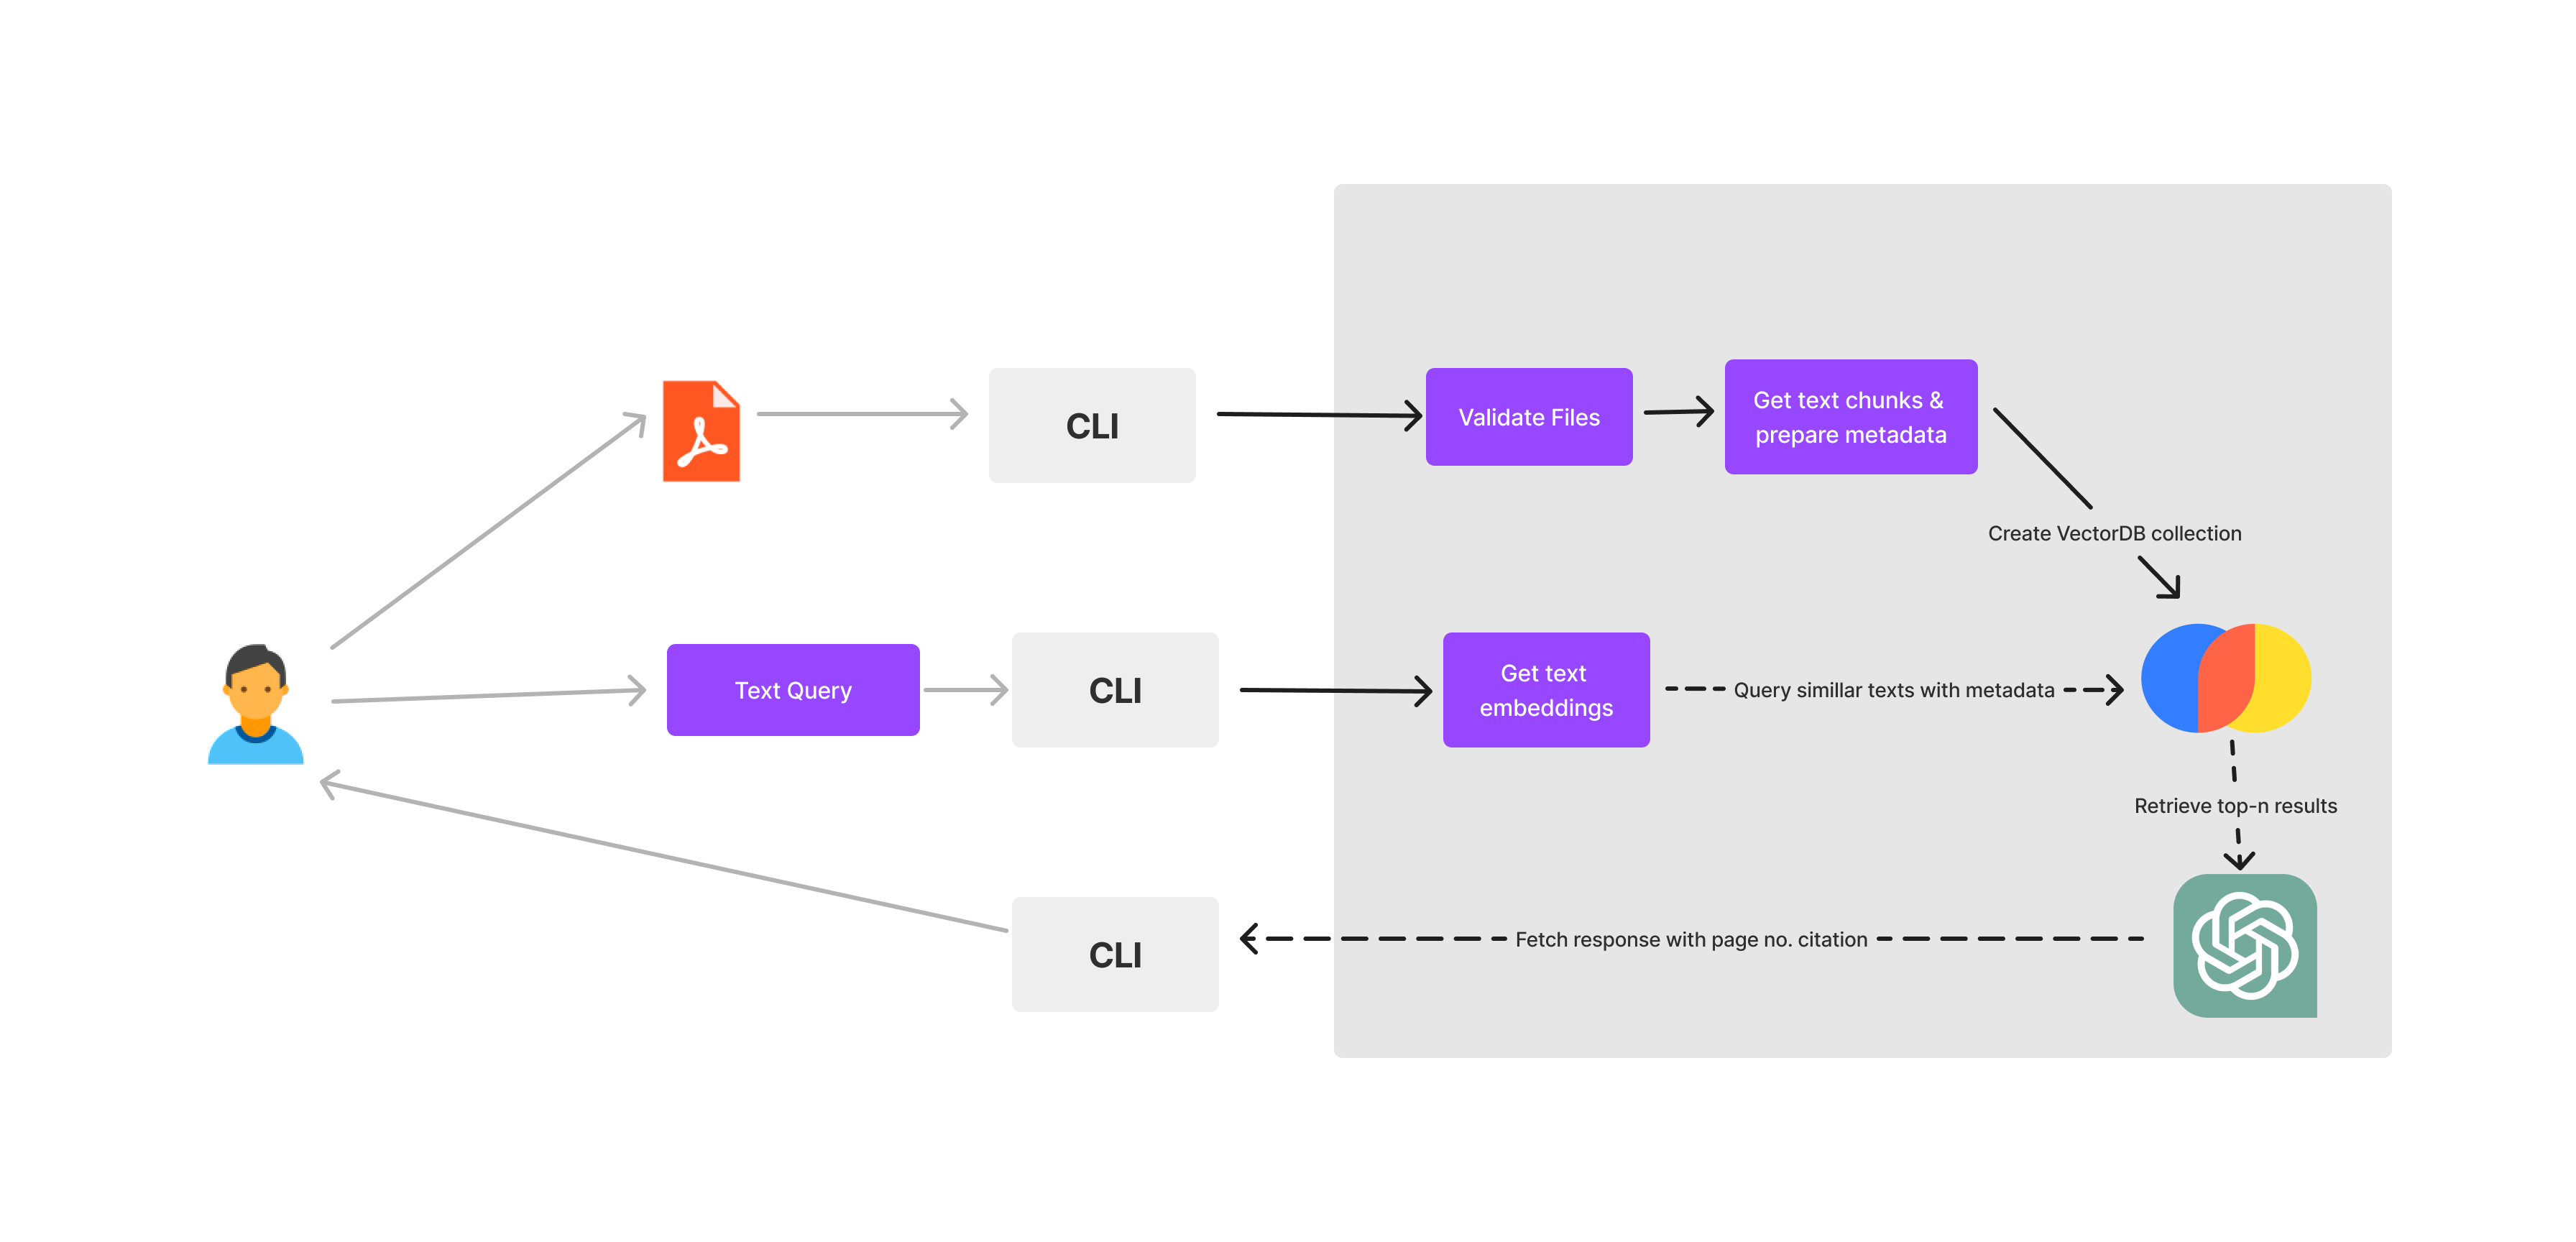 CLI
Validate Files
Get text chunks &
prepare metadata
Create VectorDB collection
Text Query
CLI
Get text
embeddings
Query simillar texts with metadata
Retrieve top-n results
CLI
Fetch response with page no. citation